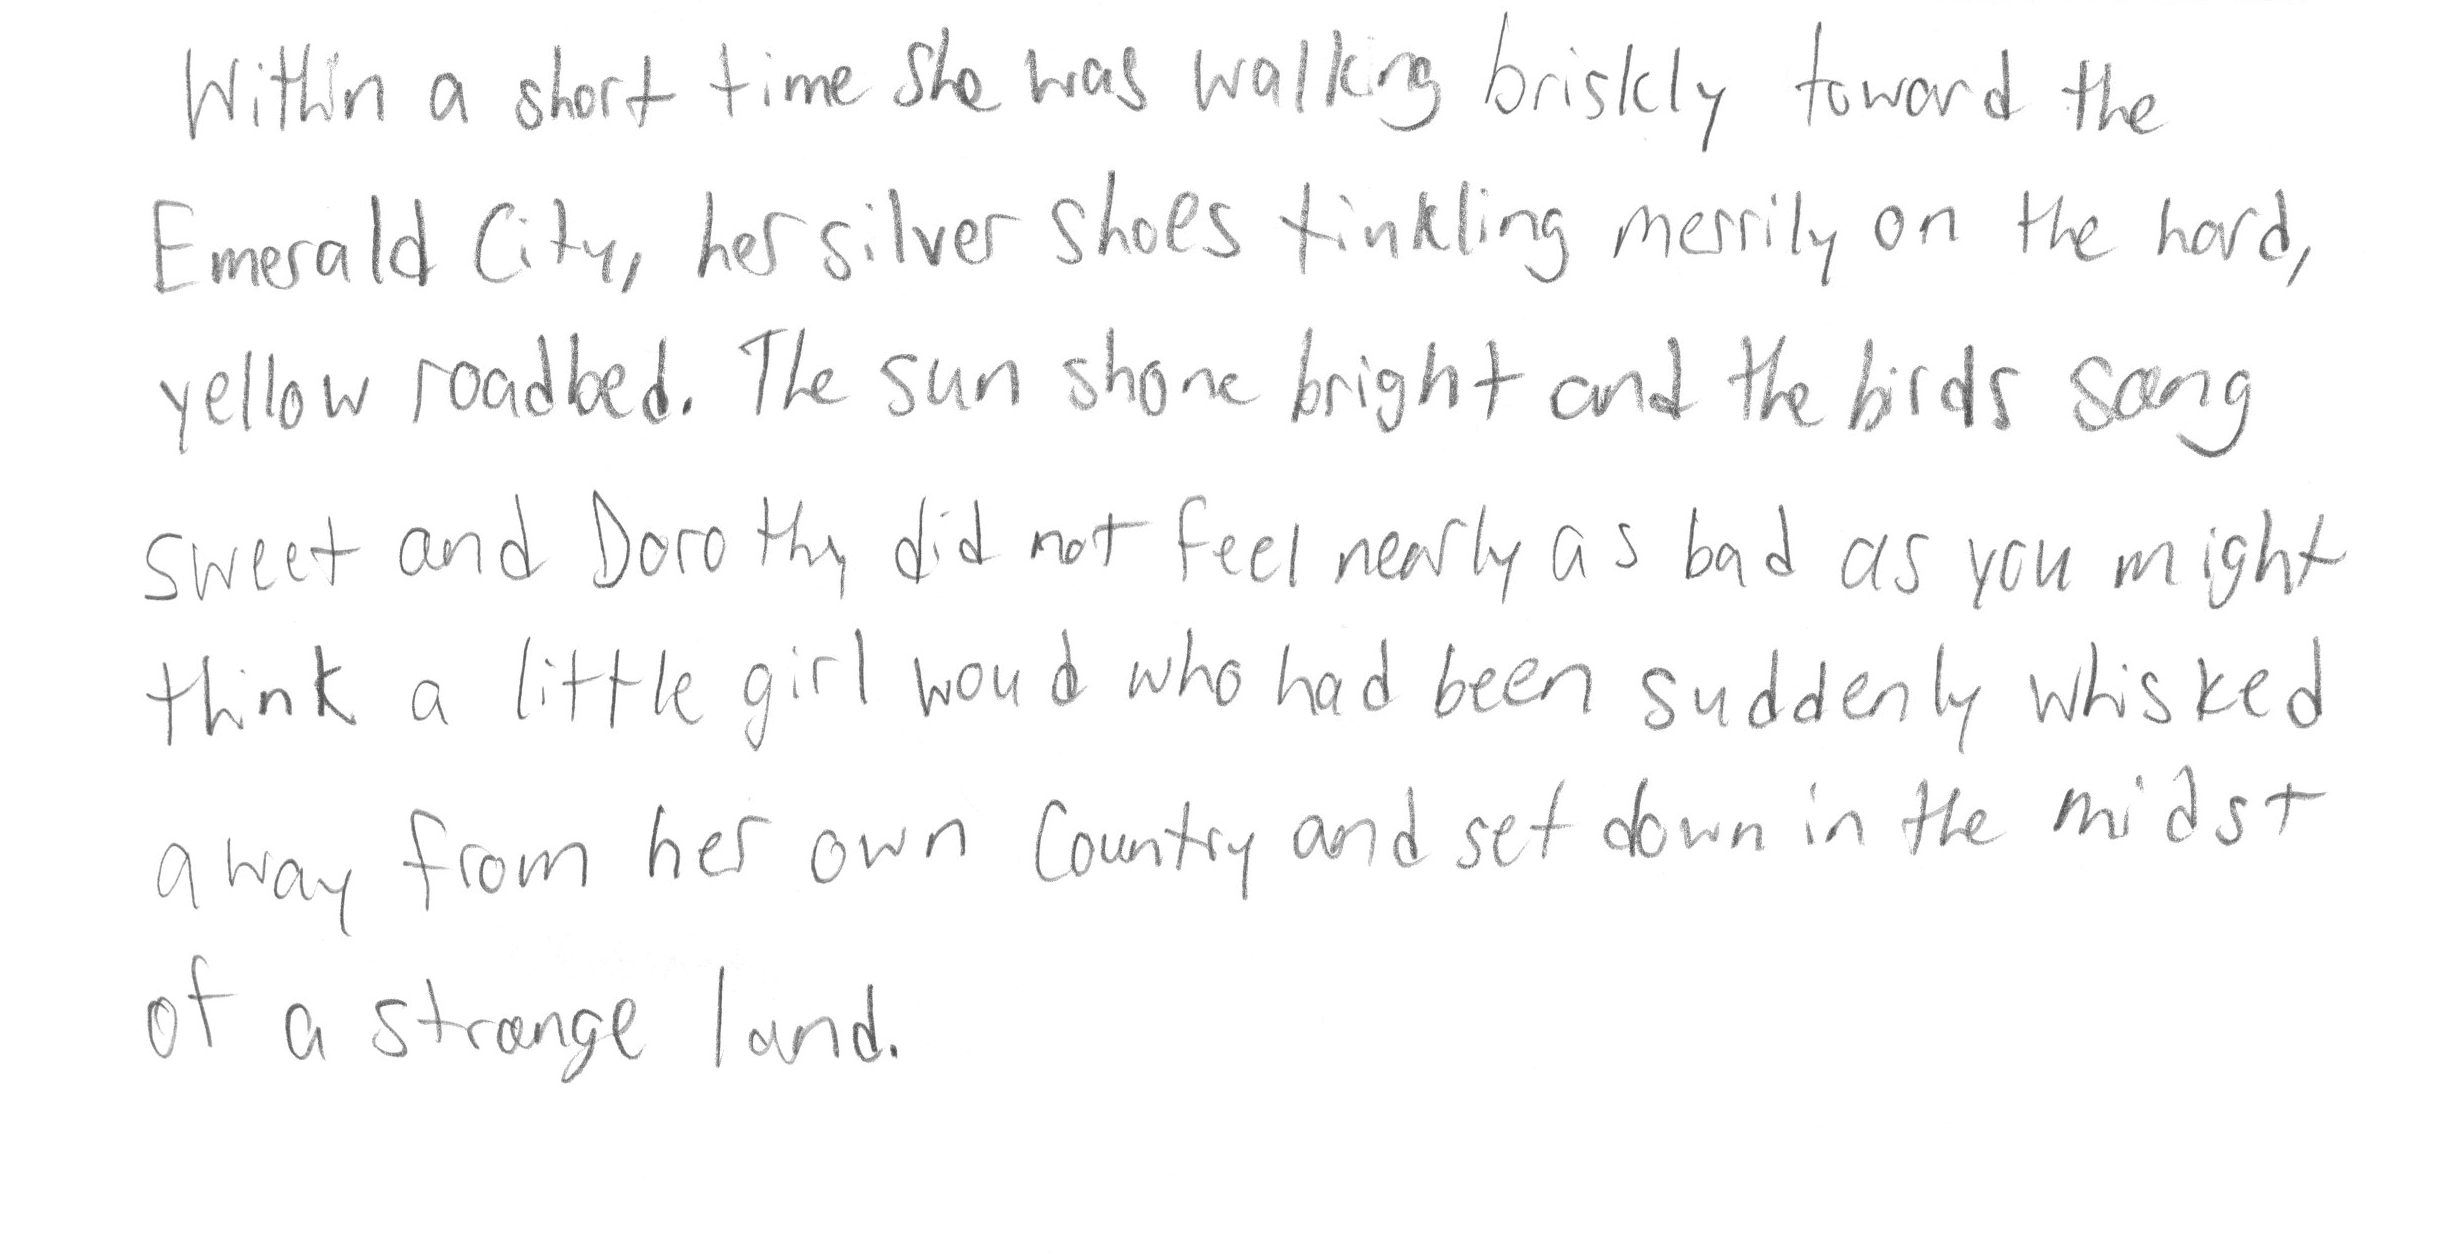 Within a short time she was walking briskly toward the
Emerald City, her silver shoes tinkling merrily on the hard,
yellow roadbed. The sun shone bright and the birds sang
sweet and Dorothy did not feel nearly as bad as you might
think a little girl woud who had been suddenly whisked
away from her own Country and set down in the midst
of a strange land.